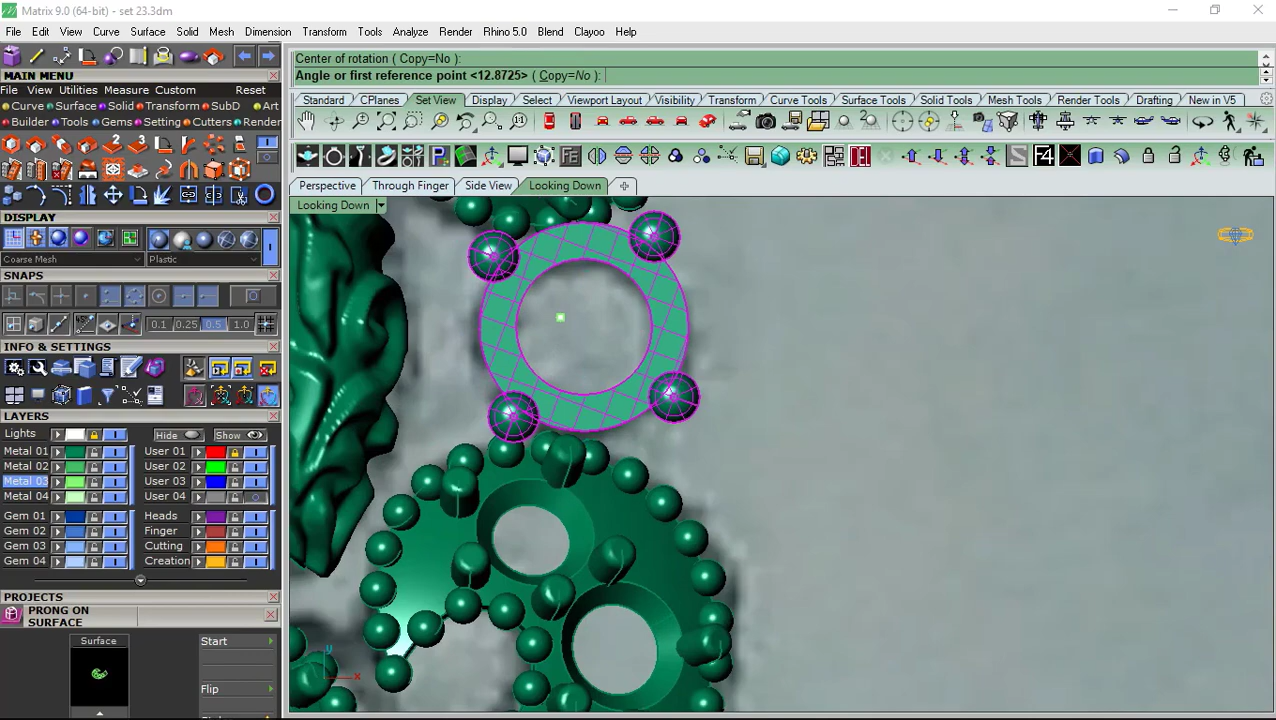 Matrix 9.0 (64-bit) - set 23.3dm
File Edit View Curve Surface Solid Mesh Dimension Transform Tools Analyze Render Rhino 5.0 Blend Clayoo Help
Center of rotation ( Copy=No ):
Angle or first reference point <12.8725> ( Copy=No ):
MAIN MENU
File View Utilities Measure Custom
Curve Surface Solid Transform SubD Art
Builder Tools Gems Setting Cutters Render
Standard CPlanes Set View Display Select Viewport Layout Visibility Transform Curve Tools Surface Tools Solid Tools Mesh Tools Render Tools Drafting New in V5
Perspective Through Finger Side View Looking Down
Looking Down
DISPLAY
Coarse Mesh Plastic
SNAPS
0.1 0.25 0.5 1.0
INFO & SETTINGS
LAYERS
Lights Hide Show
Metal 01 User 01
Metal 02 User 02
Metal 03 User 03
Metal 04 User 04
Gem 01 Heads
Gem 02 Finger
Gem 03 Cutting
Gem 04 Creation
PROJECTS
PRONG ON
SURFACE
Surface Start
Flip
y
x